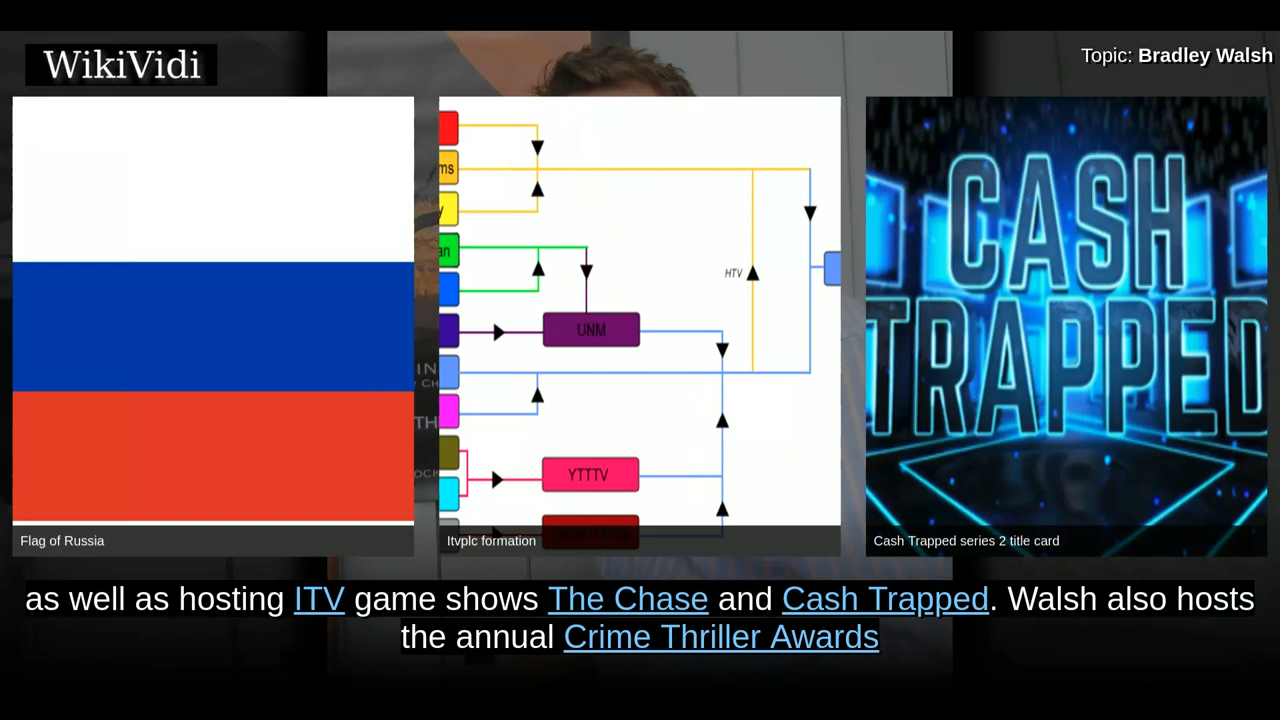 WikiVidi
Topic: Bradley Walsh
ms
y
an
HTV
UNM
YTTTV
CASH
TRAPPED
Flag of Russia
Itvplc formation
Cash Trapped series 2 title card
as well as hosting ITV game shows The Chase and Cash Trapped. Walsh also hosts
the annual Crime Thriller Awards